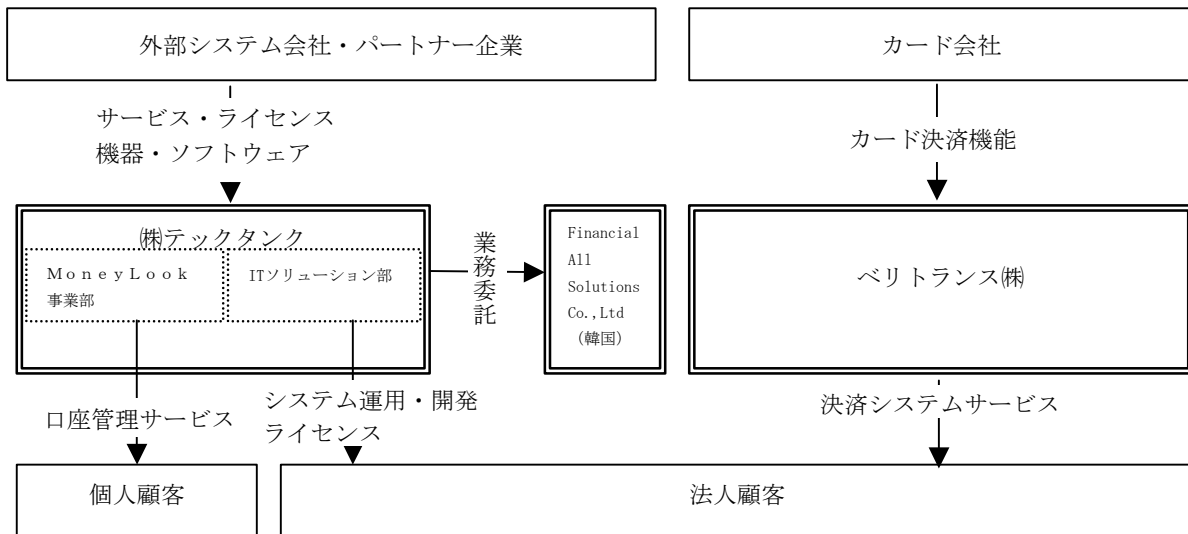 外部システム会社・パートナー企業
カード会社
サービス・ライセンス
機器・ソフトウェア
カード決済機能
㈱テックタンク
ＭｏｎｅｙＬｏｏｋ
事業部
ITソリューション部
業務委託
Financial
All
Solutions
Co.,Ltd
（韓国）
ベリトランス㈱
口座管理サービス
システム運用・開発
ライセンス
決済システムサービス
個人顧客
法人顧客